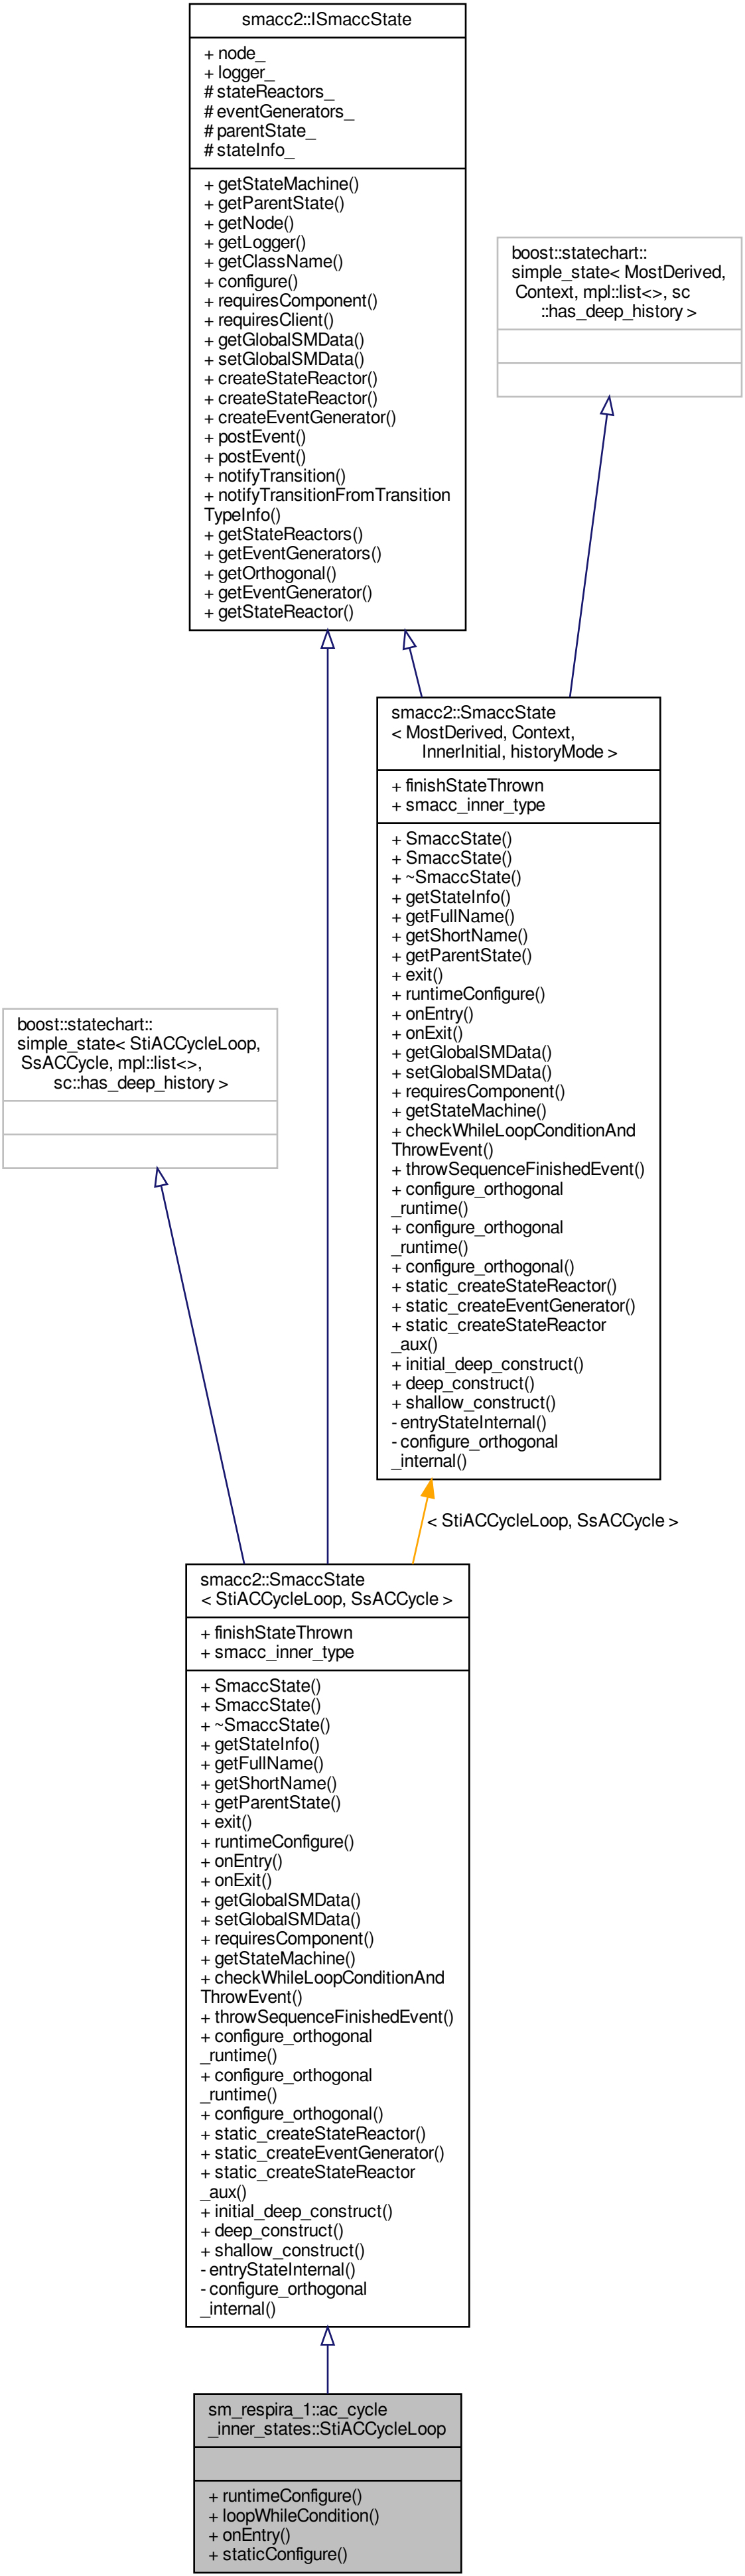 smacc2::ISmaccState
+ node_
+ logger_
# stateReactors_
# eventGenerators_
# parentState_
# stateInfo_
+ getStateMachine()
+ getParentState()
+ getNode()
+ getLogger()
+ getClassName()
+ configure()
+ requiresComponent()
+ requiresClient()
+ getGlobalSMData()
+ setGlobalSMData()
+ createStateReactor()
+ createStateReactor()
+ createEventGenerator()
+ postEvent()
+ postEvent()
+ notifyTransition()
+ notifyTransitionFromTransition
TypeInfo()
+ getStateReactors()
+ getEventGenerators()
+ getOrthogonal()
+ getEventGenerator()
+ getStateReactor()
boost::statechart::
simple_state< MostDerived,
Context, mpl::list<>, sc
::has_deep_history >
smacc2::SmaccState
< MostDerived, Context,
InnerInitial, historyMode >
+ finishStateThrown
+ smacc_inner_type
+ SmaccState()
+ SmaccState()
+ ~SmaccState()
+ getStateInfo()
+ getFullName()
+ getShortName()
+ getParentState()
+ exit()
+ runtimeConfigure()
+ onEntry()
+ onExit()
+ getGlobalSMData()
+ setGlobalSMData()
+ requiresComponent()
+ getStateMachine()
+ checkWhileLoopConditionAnd
ThrowEvent()
+ throwSequenceFinishedEvent()
+ configure_orthogonal
_runtime()
+ configure_orthogonal
_runtime()
+ configure_orthogonal()
+ static_createStateReactor()
+ static_createEventGenerator()
+ static_createStateReactor
_aux()
+ initial_deep_construct()
+ deep_construct()
+ shallow_construct()
- entryStateInternal()
- configure_orthogonal
_internal()
boost::statechart::
simple_state< StiACCycleLoop,
SsACCycle, mpl::list<>,
sc::has_deep_history >
< StiACCycleLoop, SsACCycle >
smacc2::SmaccState
< StiACCycleLoop, SsACCycle >
+ finishStateThrown
+ smacc_inner_type
+ SmaccState()
+ SmaccState()
+ ~SmaccState()
+ getStateInfo()
+ getFullName()
+ getShortName()
+ getParentState()
+ exit()
+ runtimeConfigure()
+ onEntry()
+ onExit()
+ getGlobalSMData()
+ setGlobalSMData()
+ requiresComponent()
+ getStateMachine()
+ checkWhileLoopConditionAnd
ThrowEvent()
+ throwSequenceFinishedEvent()
+ configure_orthogonal
_runtime()
+ configure_orthogonal
_runtime()
+ configure_orthogonal()
+ static_createStateReactor()
+ static_createEventGenerator()
+ static_createStateReactor
_aux()
+ initial_deep_construct()
+ deep_construct()
+ shallow_construct()
- entryStateInternal()
- configure_orthogonal
_internal()
sm_respira_1::ac_cycle
_inner_states::StiACCycleLoop
+ runtimeConfigure()
+ loopWhileCondition()
+ onEntry()
+ staticConfigure()